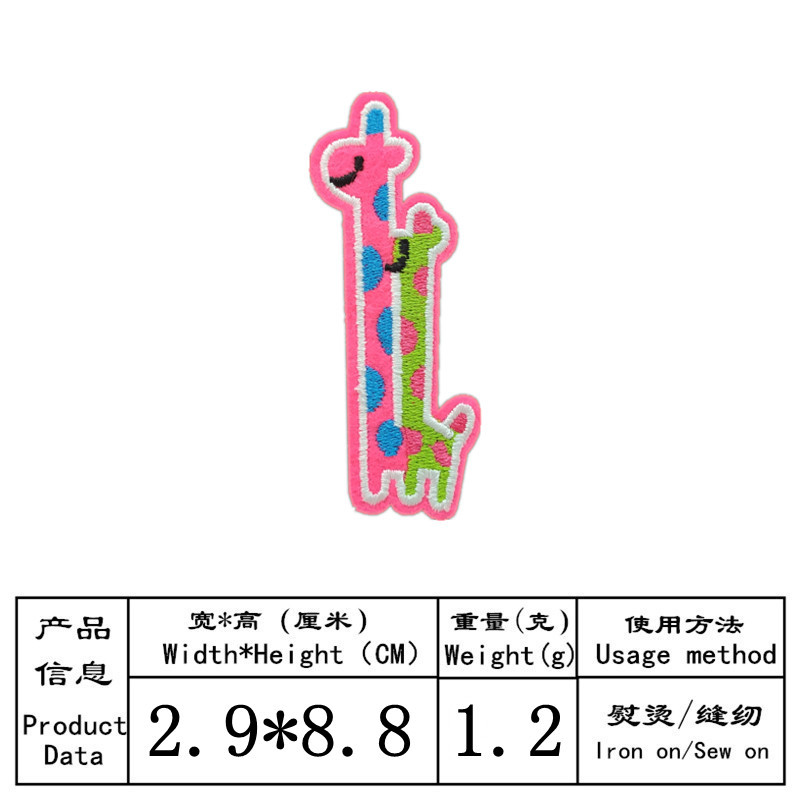 产品
信息
Product
Data
宽*高 (厘米)
Width*Height (CM)
重量(克)
Weight(g)
使用方法
Usage method
2.9*8.8
1.2
熨烫/缝纫
Iron on/Sew on